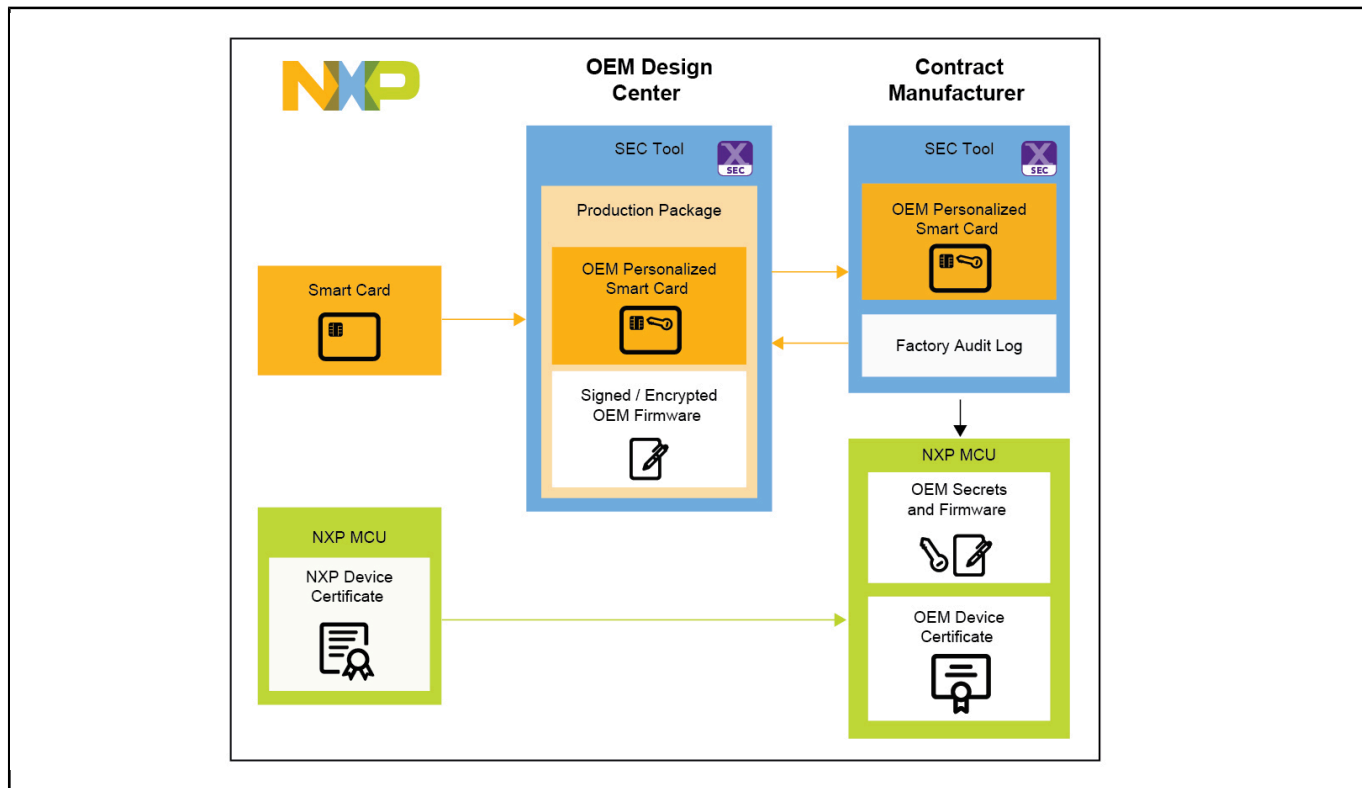 NXP
OEM Design
Center
Contract
Manufacturer
SEC Tool
X
SEC
Production Package
OEM Personalized
Smart Card
Signed / Encrypted
OEM Firmware
SEC Tool
X
SEC
OEM Personalized
Smart Card
Factory Audit Log
Smart Card
NXP MCU
NXP Device
Certificate
NXP MCU
OEM Secrets
and Firmware
OEM Device
Certificate